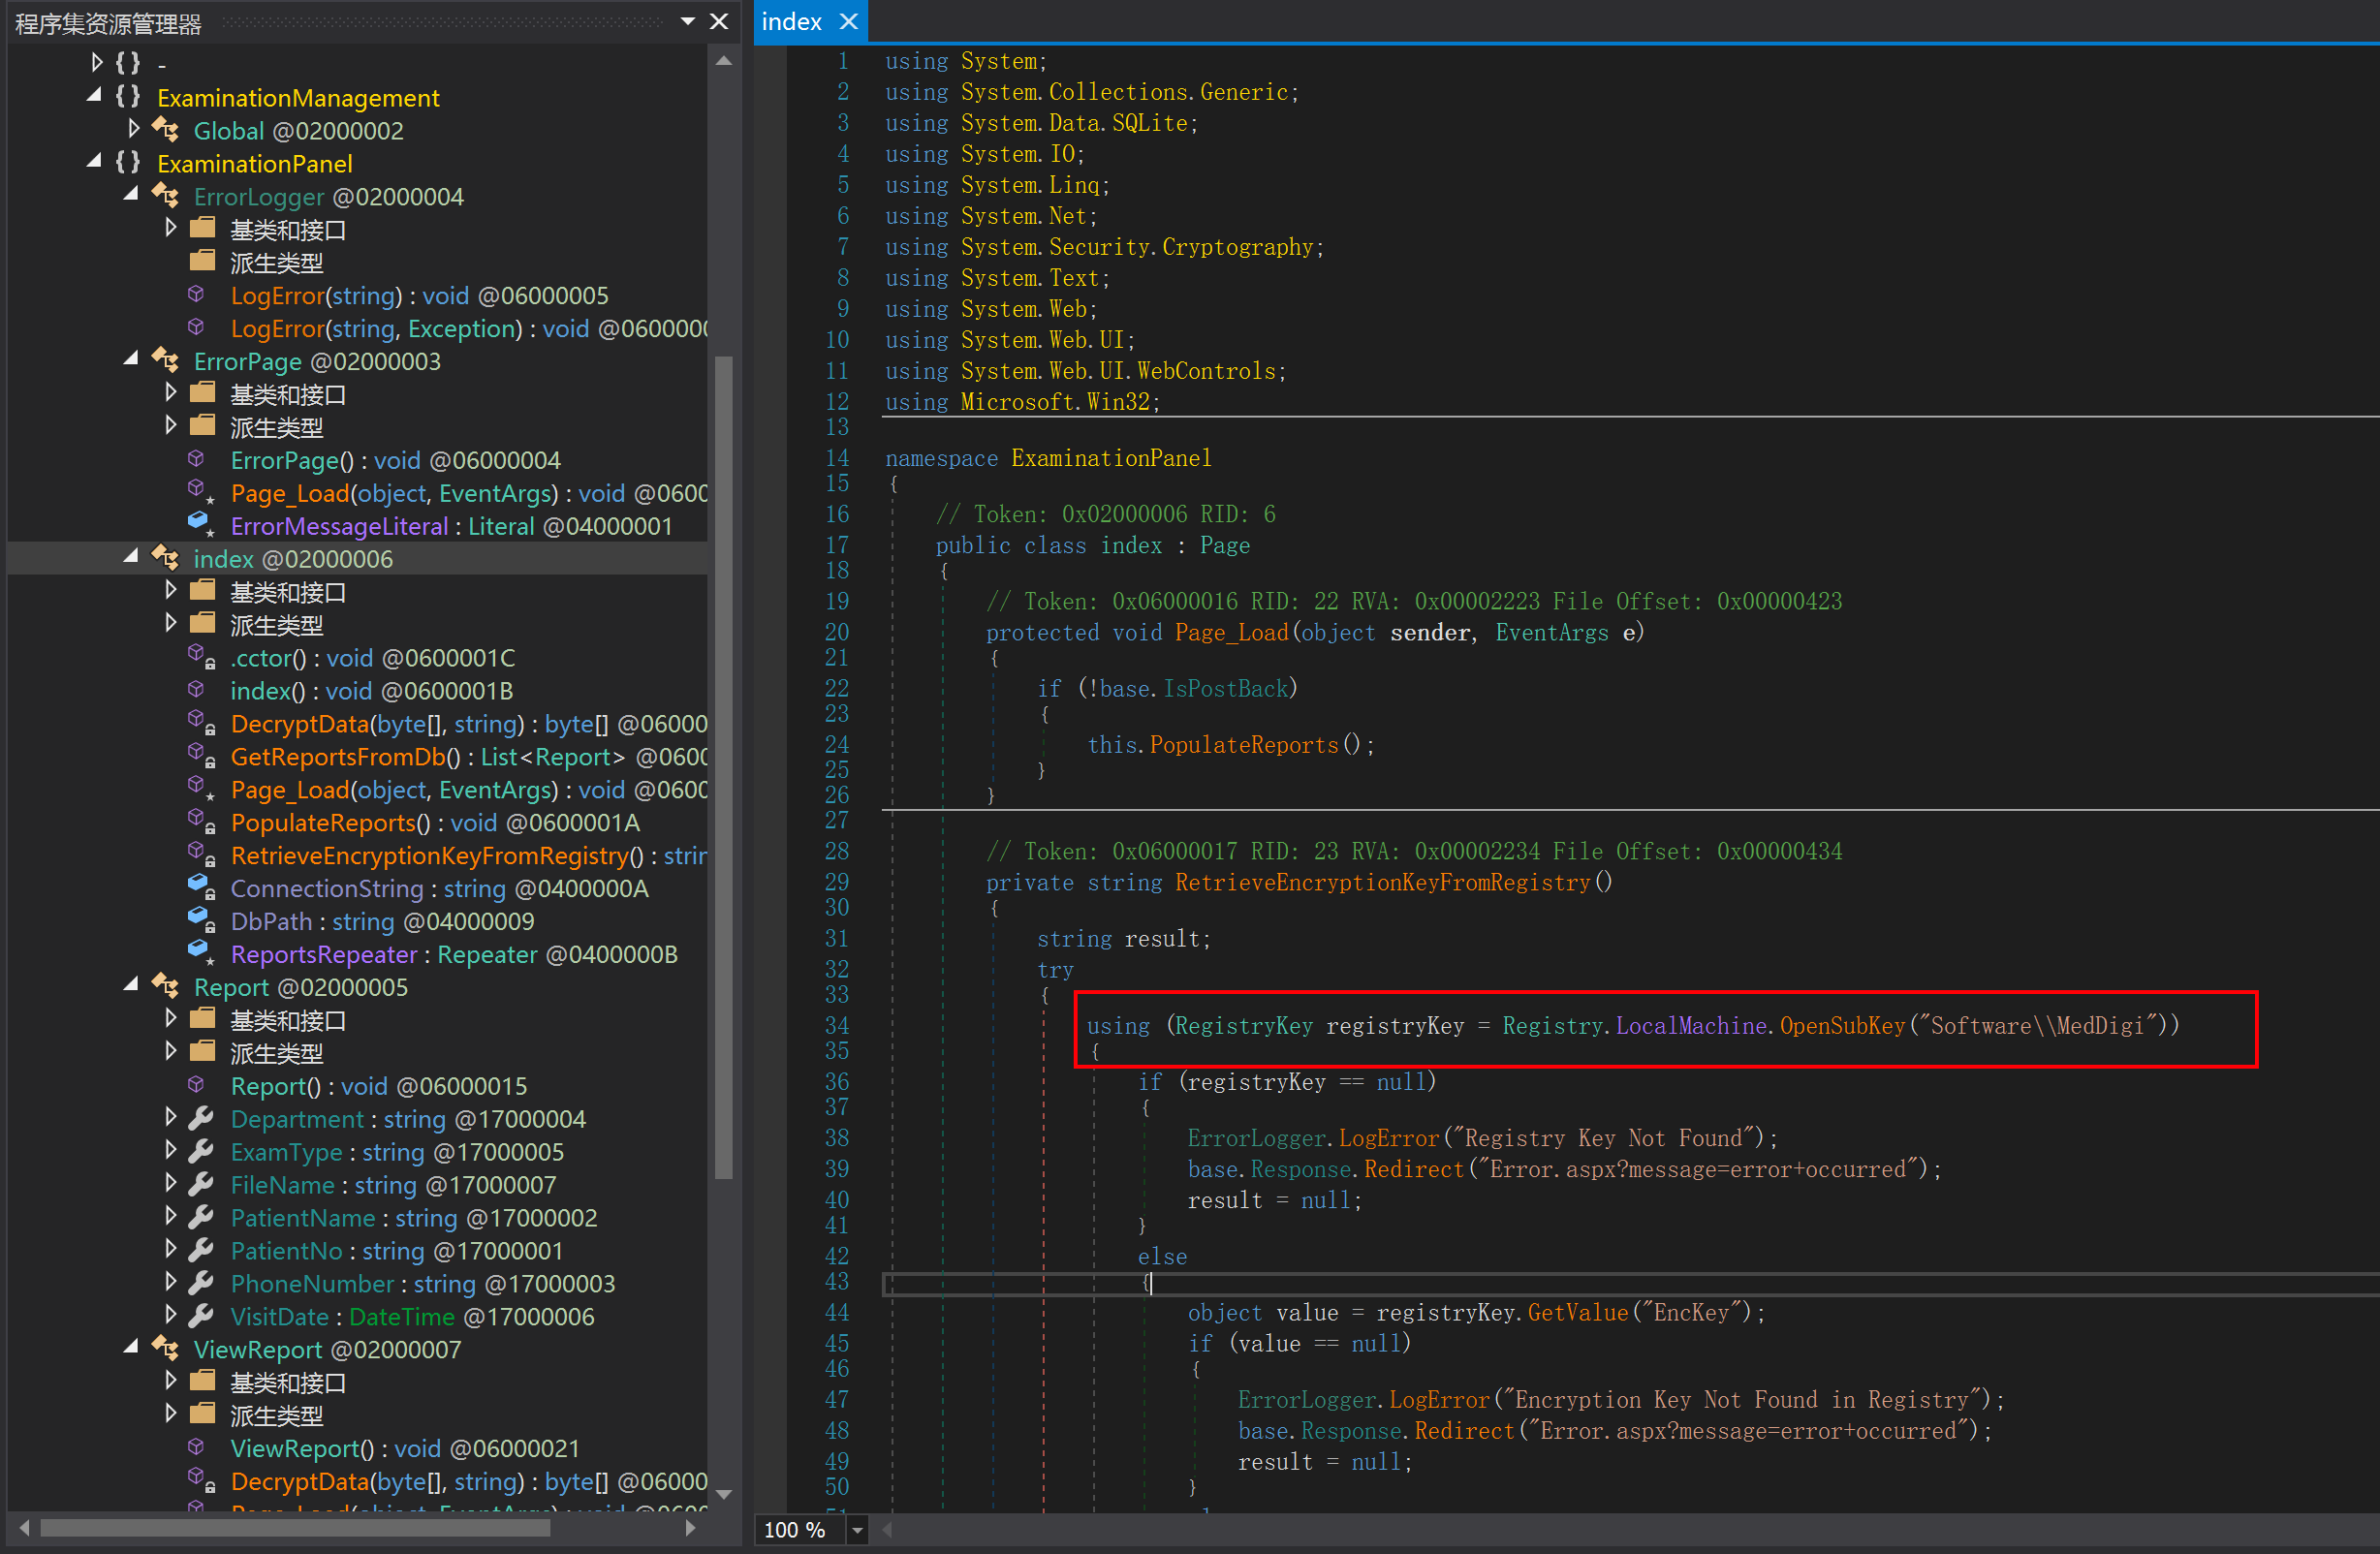 程序集资源管理器
{ } -
{ } ExaminationManagement
Global @02000002
{ } ExaminationPanel
ErrorLogger @02000004
基类和接口
派生类型
LogError(string) : void @06000005
LogError(string, Exception) : void @0600000
ErrorPage @02000003
基类和接口
派生类型
ErrorPage() : void @06000004
Page_Load(object, EventArgs) : void @0600
ErrorMessageLiteral : Literal @04000001
index @02000006
基类和接口
派生类型
.cctor() : void @0600001C
index() : void @0600001B
DecryptData(byte[], string) : byte[] @0600
GetReportsFromDb() : List<Report> @0600
Page_Load(object, EventArgs) : void @0600
PopulateReports() : void @0600001A
RetrieveEncryptionKeyFromRegistry() : strin
ConnectionString : string @0400000A
DbPath : string @04000009
ReportsRepeater : Repeater @0400000B
Report @02000005
基类和接口
派生类型
Report() : void @06000015
Department : string @17000004
ExamType : string @17000005
FileName : string @17000007
PatientName : string @17000002
PatientNo : string @17000001
PhoneNumber : string @17000003
VisitDate : DateTime @17000006
ViewReport @02000007
基类和接口
派生类型
ViewReport() : void @06000021
DecryptData(byte[], string) : byte[] @0600
Page_Load(object, EventArgs) : void @0600
index
1 using System;
2 using System.Collections.Generic;
3 using System.Data.SQLite;
4 using System.IO;
5 using System.Linq;
6 using System.Net;
7 using System.Security.Cryptography;
8 using System.Text;
9 using System.Web;
10 using System.Web.UI;
11 using System.Web.UI.WebControls;
12 using Microsoft.Win32;
13
14 namespace ExaminationPanel
15 {
16 // Token: 0x02000006 RID: 6
17 public class index : Page
18 {
19 // Token: 0x06000016 RID: 22 RVA: 0x00002223 File Offset: 0x00000423
20 protected void Page_Load(object sender, EventArgs e)
21 {
22 if (!base.IsPostBack)
23 {
24 this.PopulateReports();
25 }
26 }
27
28 // Token: 0x06000017 RID: 23 RVA: 0x00002234 File Offset: 0x00000434
29 private string RetrieveEncryptionKeyFromRegistry()
30 {
31 string result;
32 try
33 {
34 using (RegistryKey registryKey = Registry.LocalMachine.OpenSubKey("Software\\MedDigi"))
35 {
36 if (registryKey == null)
37 {
38 ErrorLogger.LogError("Registry Key Not Found");
39 base.Response.Redirect("Error.aspx?message=error+occurred");
40 result = null;
41 }
42 else
43 {
44 object value = registryKey.GetValue("EncKey");
45 if (value == null)
46 {
47 ErrorLogger.LogError("Encryption Key Not Found in Registry");
48 base.Response.Redirect("Error.aspx?message=error+occurred");
49 result = null;
50 }
100 %